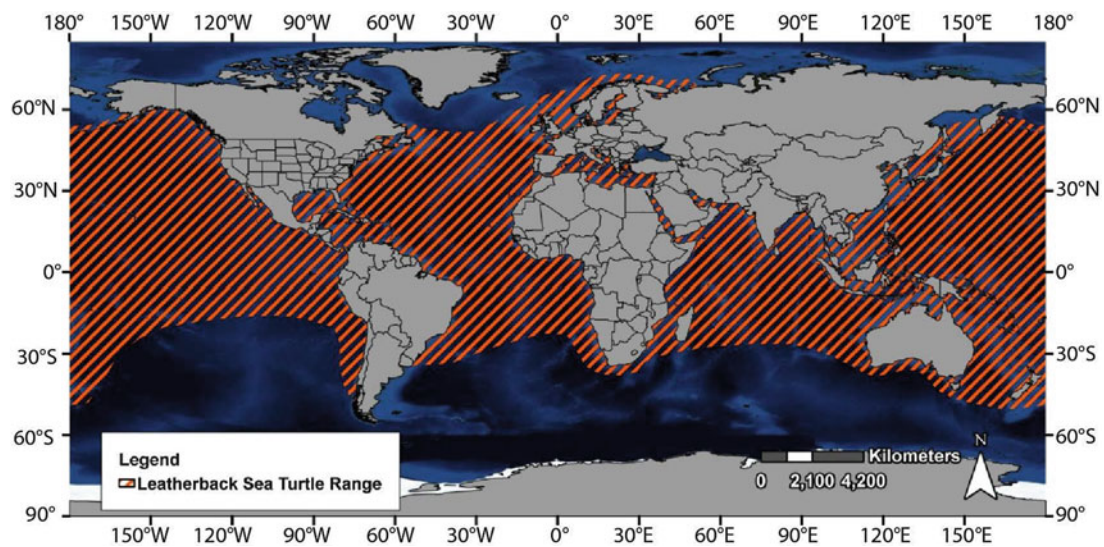 180° 150°W 120°W 90°W 60°W 30°W 0° 30°E 60°E 90°E 120°E 150°E 180°
60°N 60°N
30°N 30°N
0° 0°
30°S 30°S
60°S 60°S
Legend
Leatherback Sea Turtle Range
N
Kilometers
0 2,100 4,200
90° 90°
150°W 120°W 90°W 60°W 30°W 0° 30°E 60°E 90°E 120°E 150°E